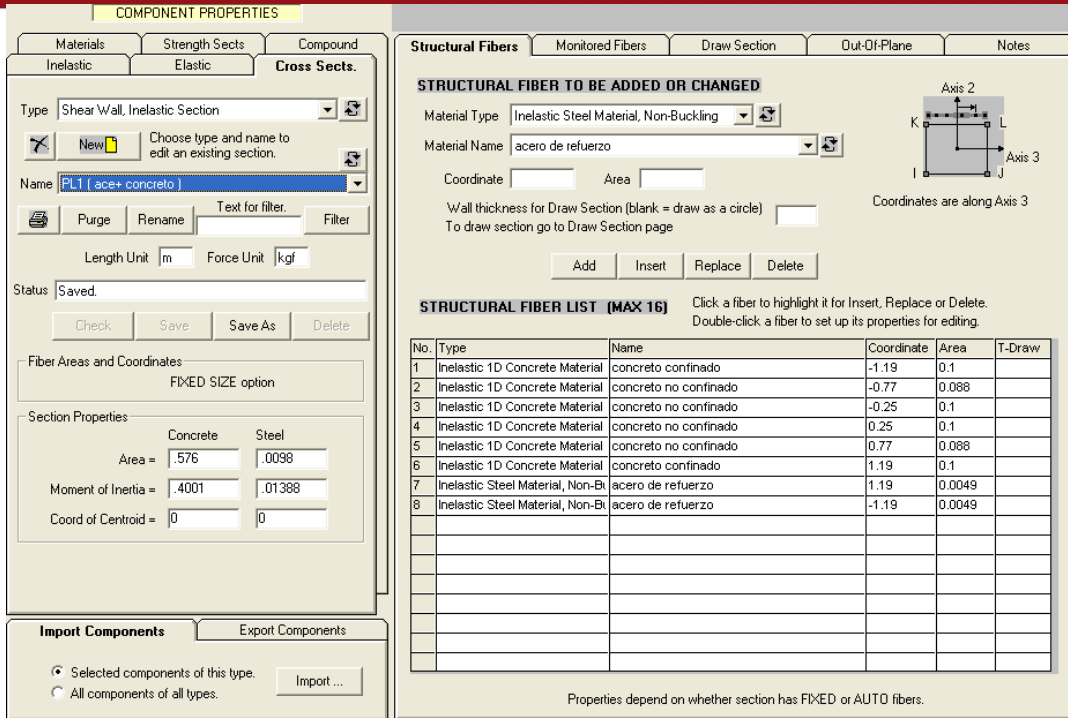 COMPONENT PROPERTIES
Materials Strength Sects Compound
Inelastic Elastic Cross Sects.
Type Shear Wall, Inelastic Section
New Choose type and name to
edit an existing section.
Name PL1 ( ace+ concreto )
Purge Rename Text for filter. Filter
Length Unit m Force Unit kgf
Status Saved.
Check Save Save As Delete
Fiber Areas and Coordinates
FIXED SIZE option
Section Properties
Concrete Steel
Area = .576 .0098
Moment of Inertia = .4001 .01388
Coord of Centroid = 0 0
Import Components Export Components
Selected components of this type.
All components of all types.
Import ...
Structural Fibers Monitored Fibers Draw Section Out-Of-Plane Notes
STRUCTURAL FIBER TO BE ADDED OR CHANGED
Material Type Inelastic Steel Material, Non-Buckling
Material Name acero de refuerzo
Coordinate Area
Wall thickness for Draw Section (blank = draw as a circle)
To draw section go to Draw Section page
Axis 2
K L
Axis 3
I J
Coordinates are along Axis 3
Add Insert Replace Delete
STRUCTURAL FIBER LIST (MAX 16)
Click a fiber to highlight it for Insert, Replace or Delete.
Double-click a fiber to set up its properties for editing.
No. Type Name Coordinate Area T-Draw
1 Inelastic 1D Concrete Material concreto confinado -1.19 0.1
2 Inelastic 1D Concrete Material concreto no confinado -0.77 0.088
3 Inelastic 1D Concrete Material concreto no confinado -0.25 0.1
4 Inelastic 1D Concrete Material concreto no confinado 0.25 0.1
5 Inelastic 1D Concrete Material concreto no confinado 0.77 0.088
6 Inelastic 1D Concrete Material concreto confinado 1.19 0.1
7 Inelastic Steel Material, Non-Bu acero de refuerzo 1.19 0.0049
8 Inelastic Steel Material, Non-Bu acero de refuerzo -1.19 0.0049
Properties depend on whether section has FIXED or AUTO fibers.